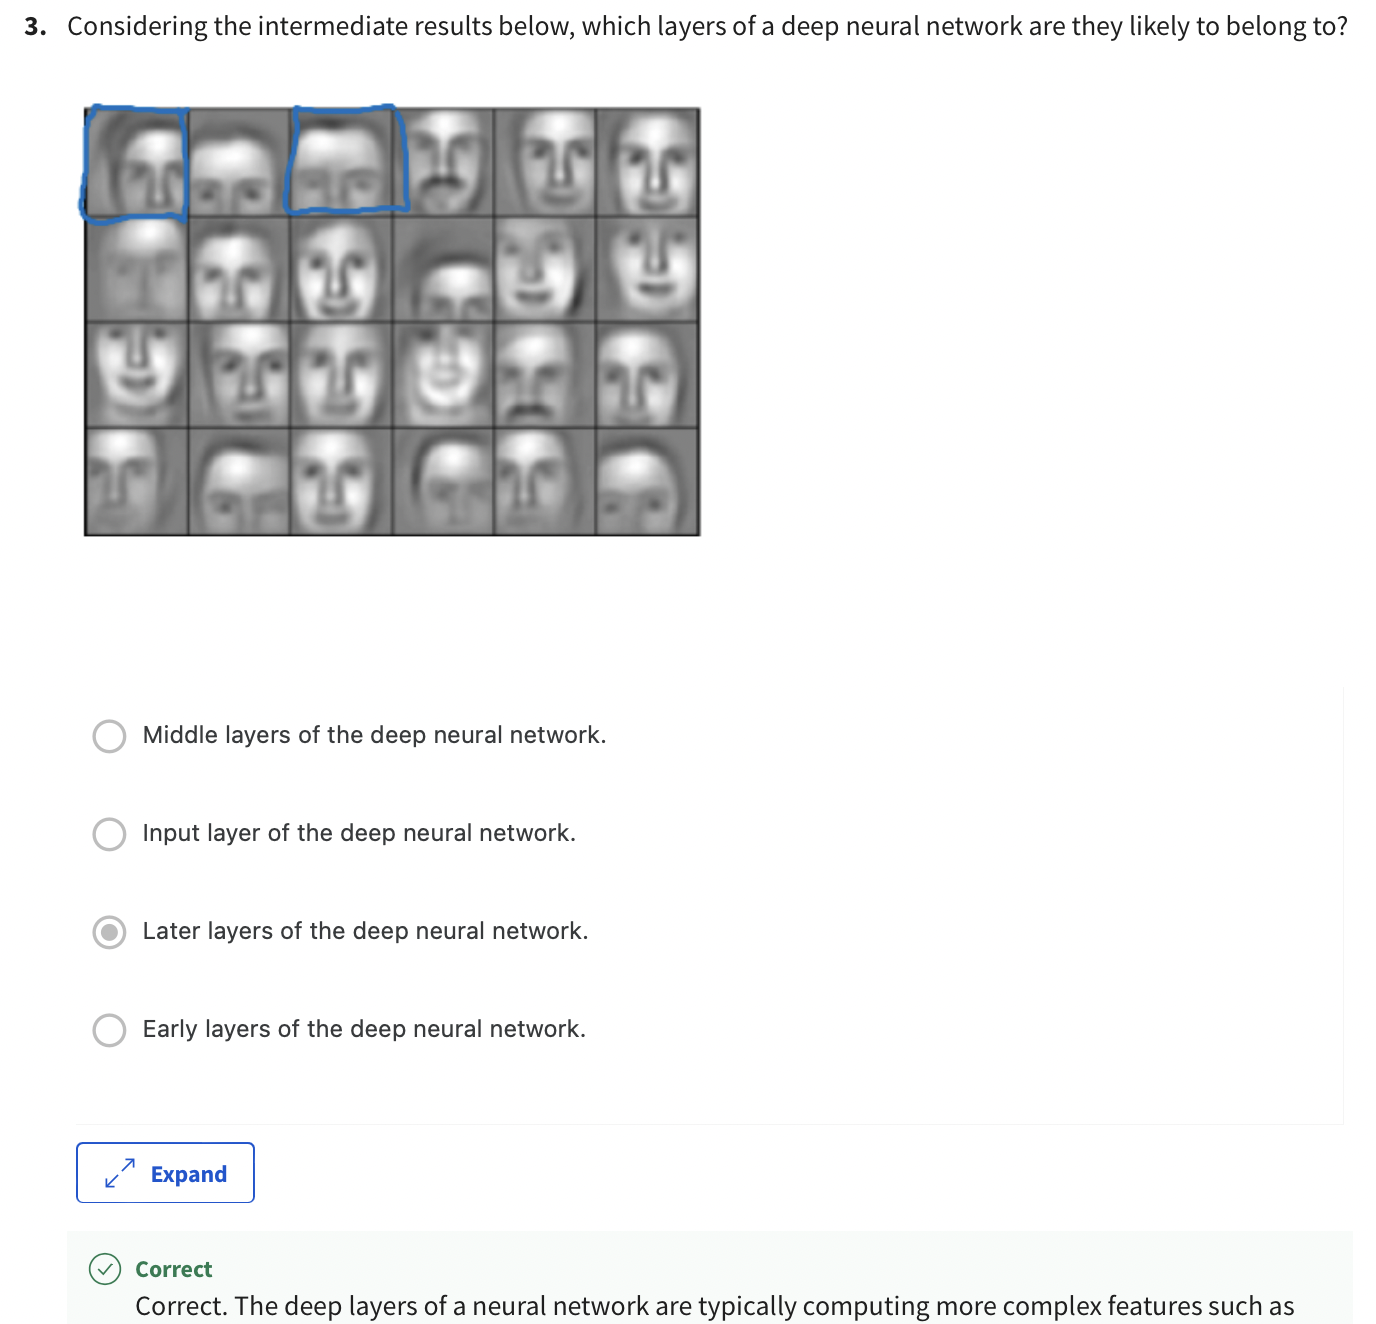 3. Considering the intermediate results below, which layers of a deep neural network are they likely to belong to?
Middle layers of the deep neural network.
Input layer of the deep neural network.
Later layers of the deep neural network.
Early layers of the deep neural network.
Expand
Correct
Correct. The deep layers of a neural network are typically computing more complex features such as